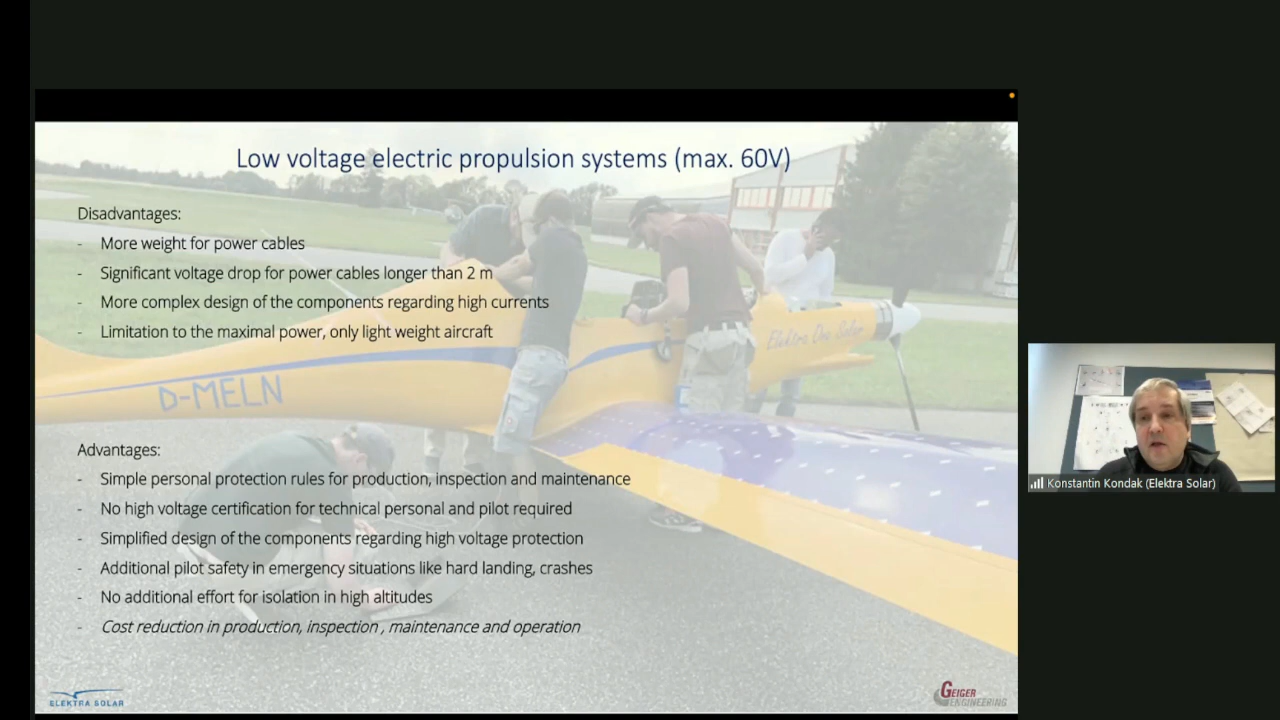 Low voltage electric propulsion systems (max. 60V)
Disadvantages:
- More weight for power cables
- Significant voltage drop for power cables longer than 2 m
- More complex design of the components regarding high currents
- Limitation to the maximal power, only light weight aircraft
Elektra One Solar
D-MELN
Advantages:
- Simple personal protection rules for production, inspection and maintenance
- No high voltage certification for technical personal and pilot required
- Simplified design of the components regarding high voltage protection
- Additional pilot safety in emergency situations like hard landing, crashes
- No additional effort for isolation in high altitudes
- Cost reduction in production, inspection , maintenance and operation
ELEKTRA SOLAR
GEIGER
ENGINEERING
Konstantin Kondak (Elektra Solar)